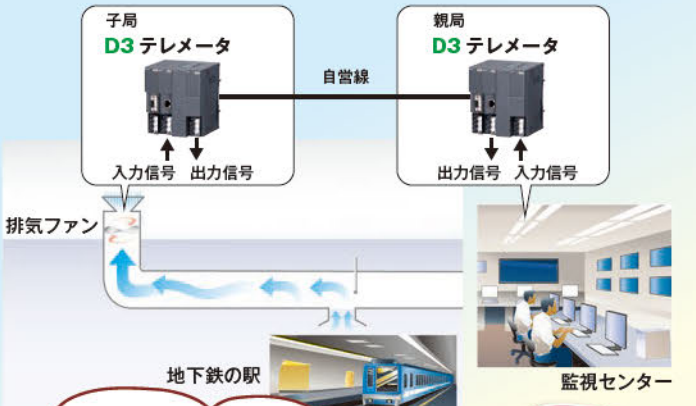 子局
D3 テレメータ
親局
D3 テレメータ
自営線
入力信号 出力信号
出力信号 入力信号
排気ファン
地下鉄の駅
監視センター